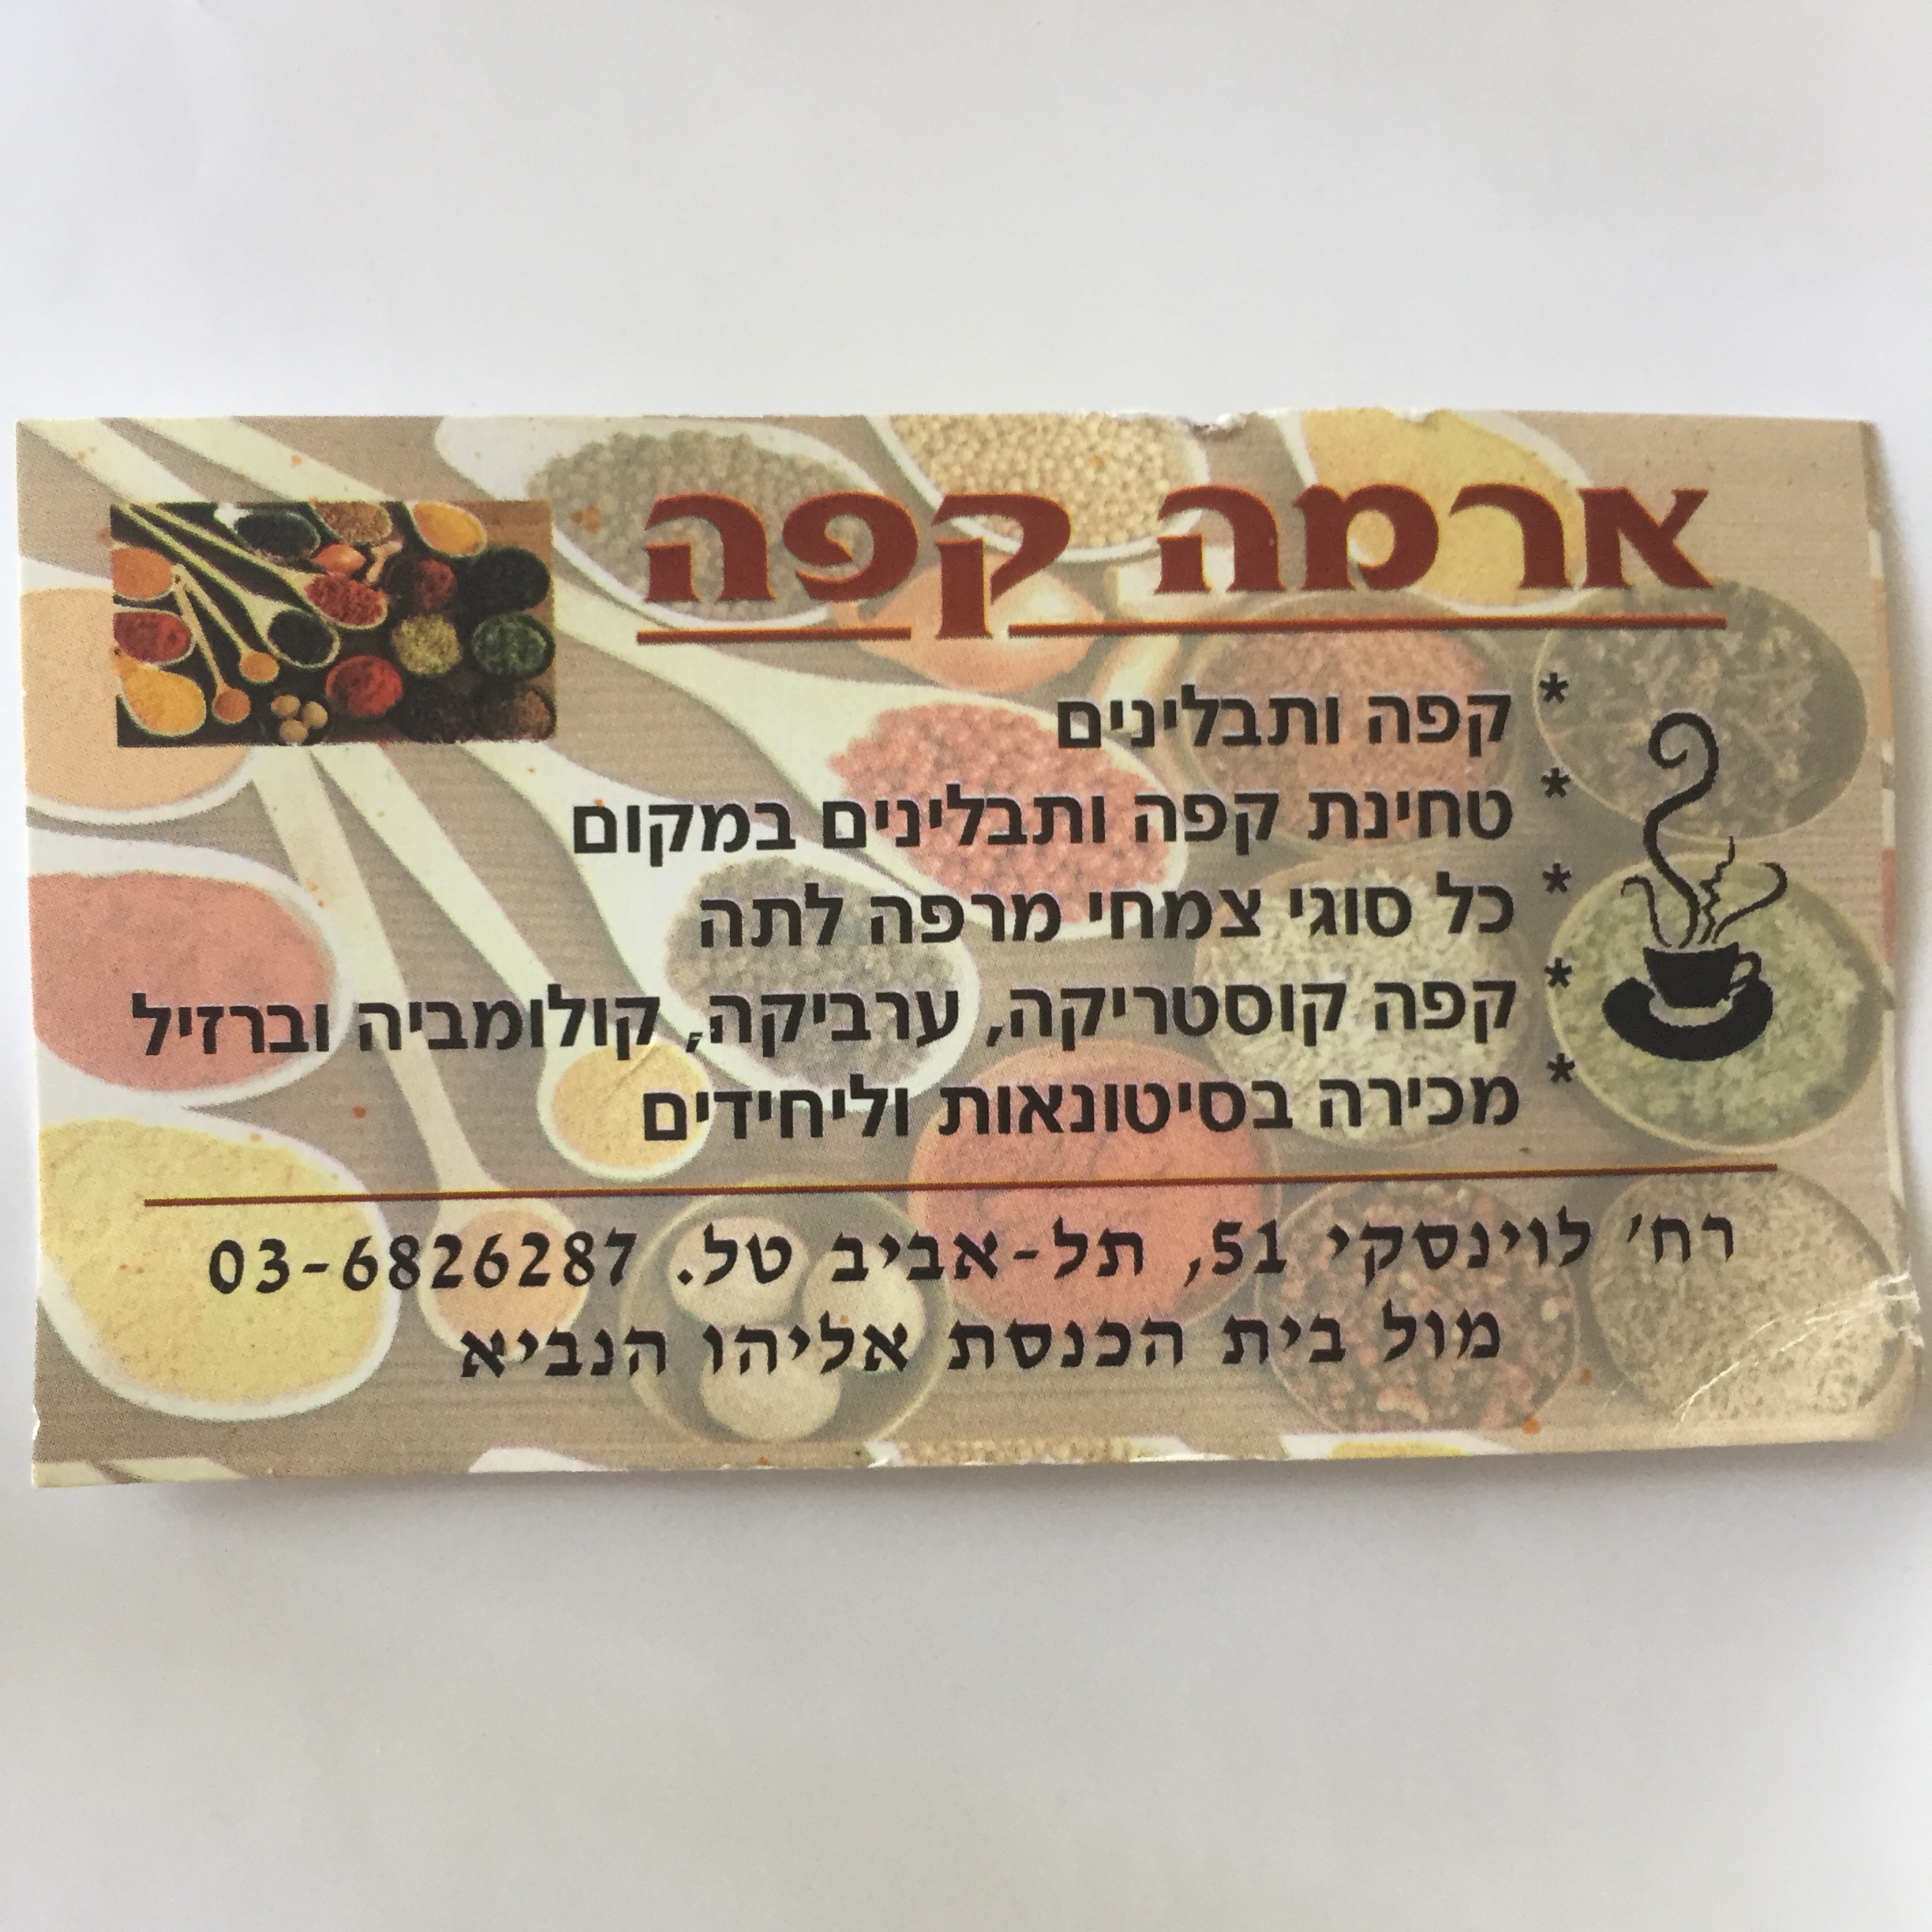 ארמה קפה
* קפה ותבלינים
* טחינת קפה ותבלינים במקום
* כל סוגי צמחי מרפה לתה
* קפה קוסטריקה, ערביקה, קולומביה וברזיל
* מכירה בסיטונאות וליחידים
רח' לוינסקי 51, תל-אביב טל. 03-6826287
מול בית הכנסת אליהו הנביא